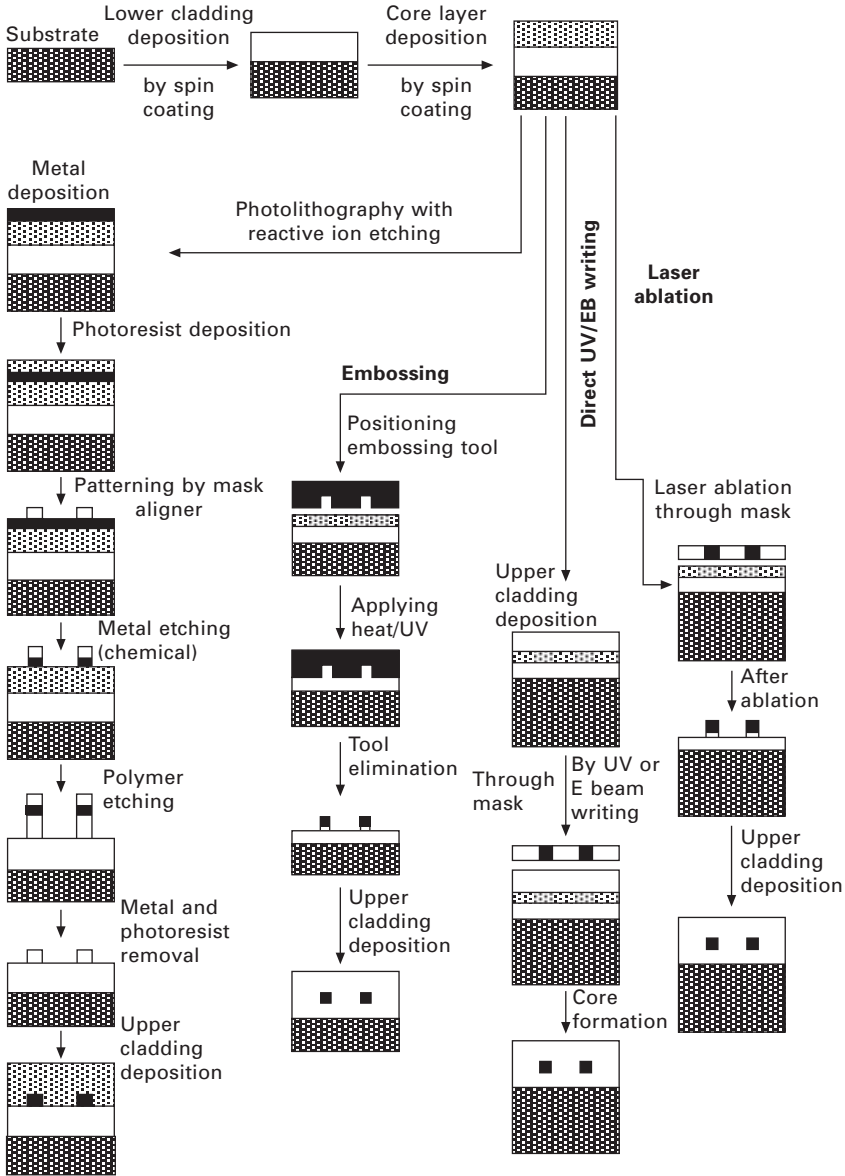 Substrate
Lower cladding
deposition
by spin
coating
Core layer
deposition
by spin
coating
Metal
deposition
Photolithography with
reactive ion etching
Direct UV/EB writing
Laser
ablation
Photoresist deposition
Embossing
Positioning
embossing tool
Patterning by mask
aligner
Laser ablation
through mask
Upper
cladding
deposition
Applying
heat/UV
Metal etching
(chemical)
After
ablation
Tool
elimination
Polymer
etching
Through
mask
By UV or
E beam
writing
Upper
cladding
deposition
Metal and
photoresist
removal
Upper
cladding
deposition
Core
formation
Upper
cladding
deposition